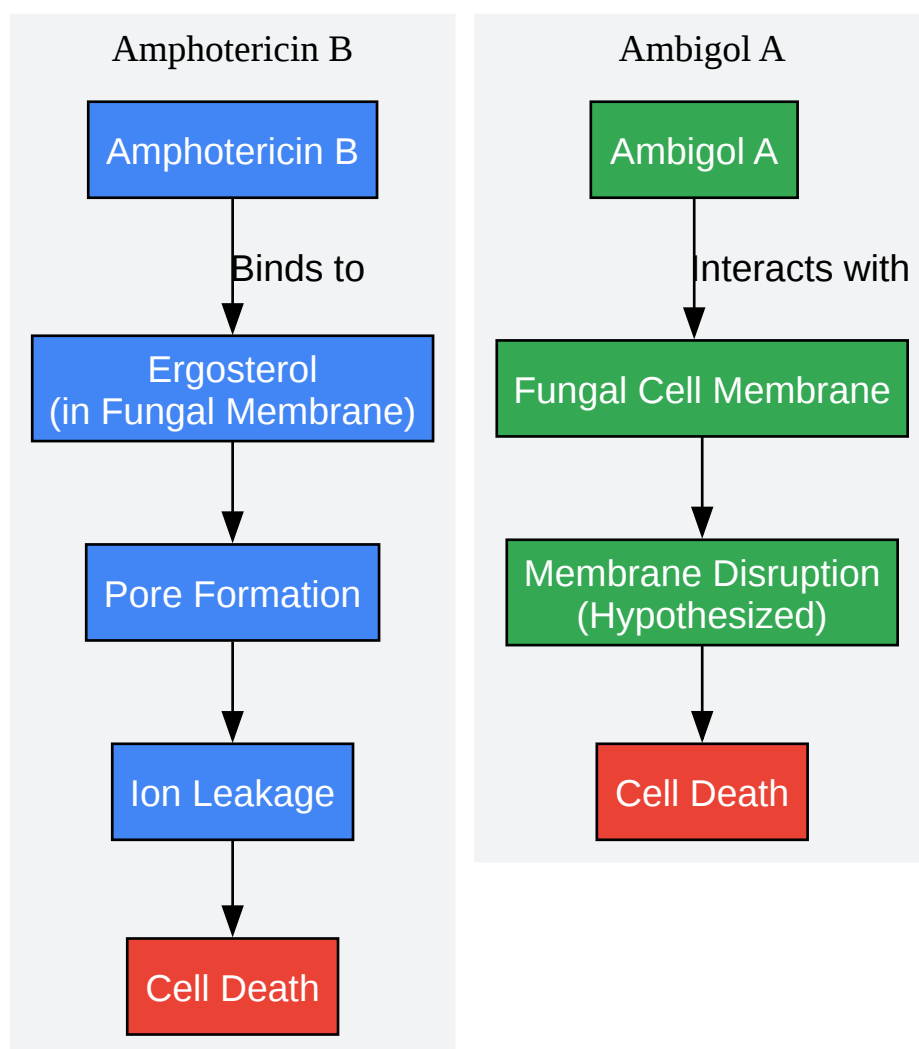 Amphotericin B
Amphotericin B
Binds to
Ergosterol
(in Fungal Membrane)
Pore Formation
Ion Leakage
Cell Death
Ambigol A
Ambigol A
Interacts with
Fungal Cell Membrane
Membrane Disruption
(Hypothesized)
Cell Death